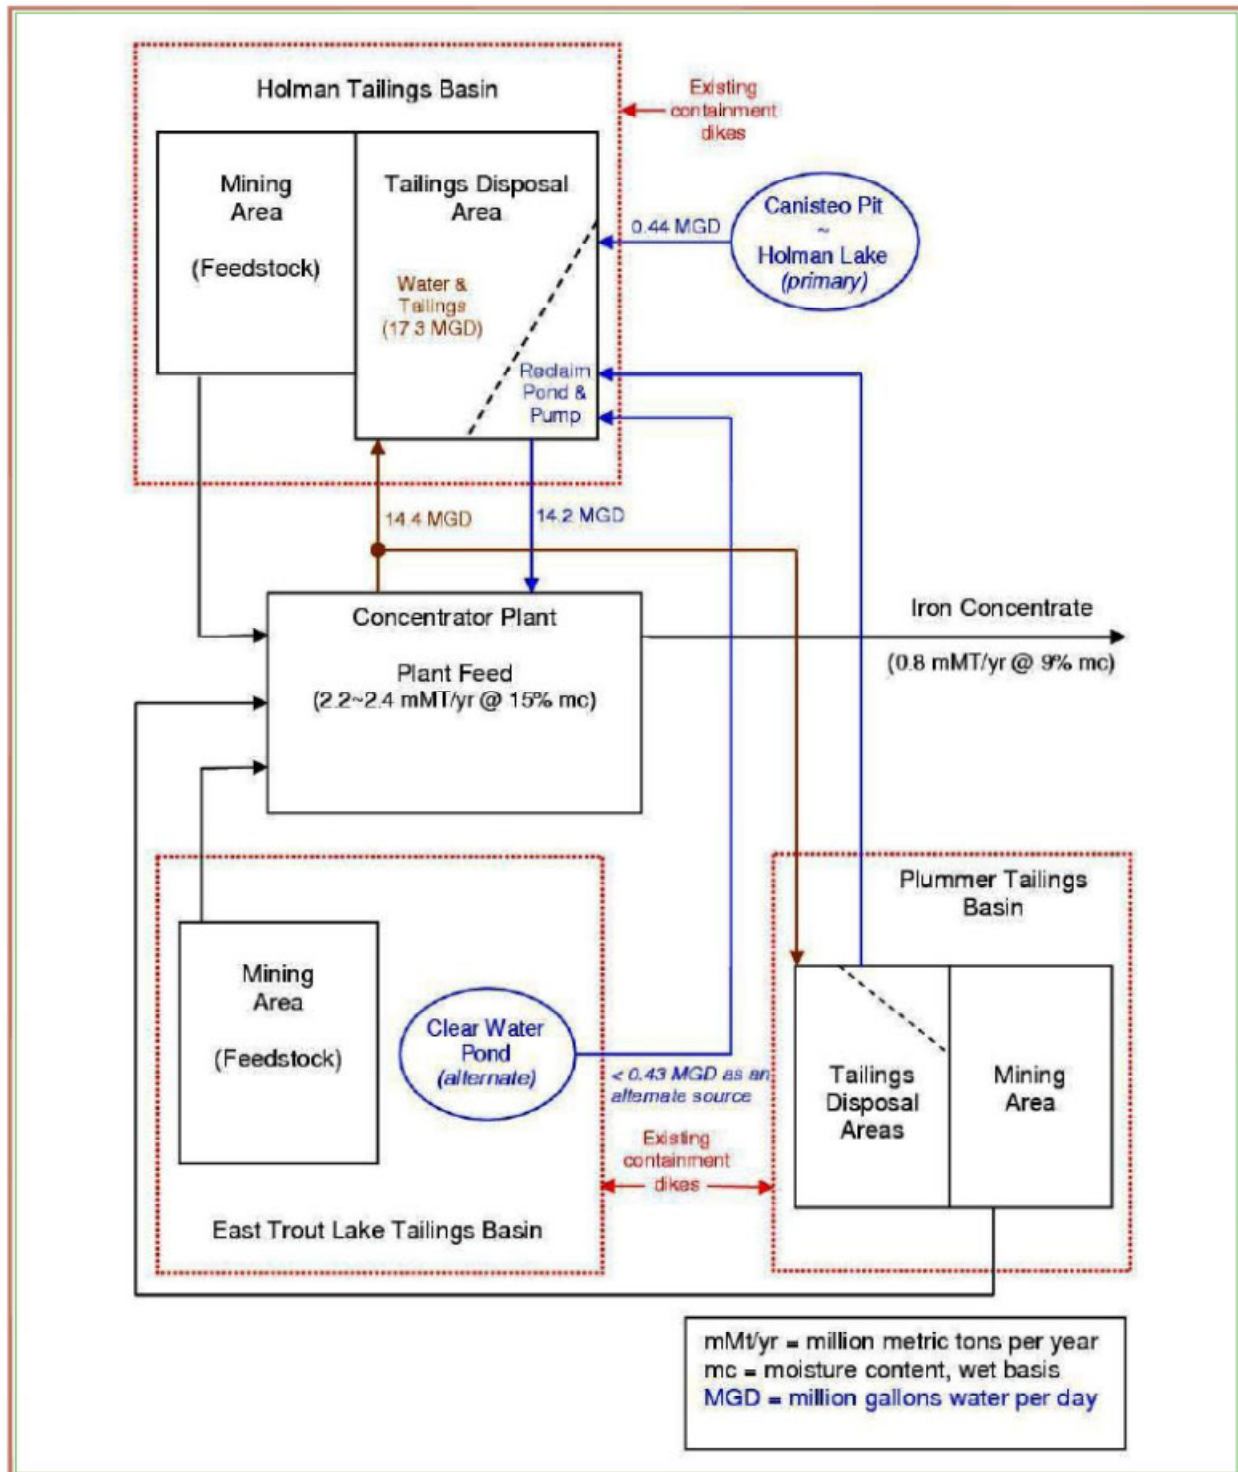 Holman Tailings Basin
Existing
containment
dikes
Mining
Area
(Feedstock)
Tailings Disposal
Area
Water &
Tailings
(17.3 MGD)
0.44 MGD
Canisteo Pit
~
Holman Lake
(primary)
Reclaim
Pond &
Pump
14.4 MGD
14.2 MGD
Concentrator Plant
Plant Feed
(2.2~2.4 mMT/yr @ 15% mc)
Iron Concentrate
(0.8 mMT/yr @ 9% mc)
Plummer Tailings
Basin
Mining
Area
(Feedstock)
Clear Water
Pond
(alternate)
< 0.43 MGD as an
alternate source
Tailings
Disposal
Areas
Mining
Area
Existing
containment
dikes
East Trout Lake Tailings Basin
mMt/yr = million metric tons per year
mc = moisture content, wet basis
MGD = million gallons water per day